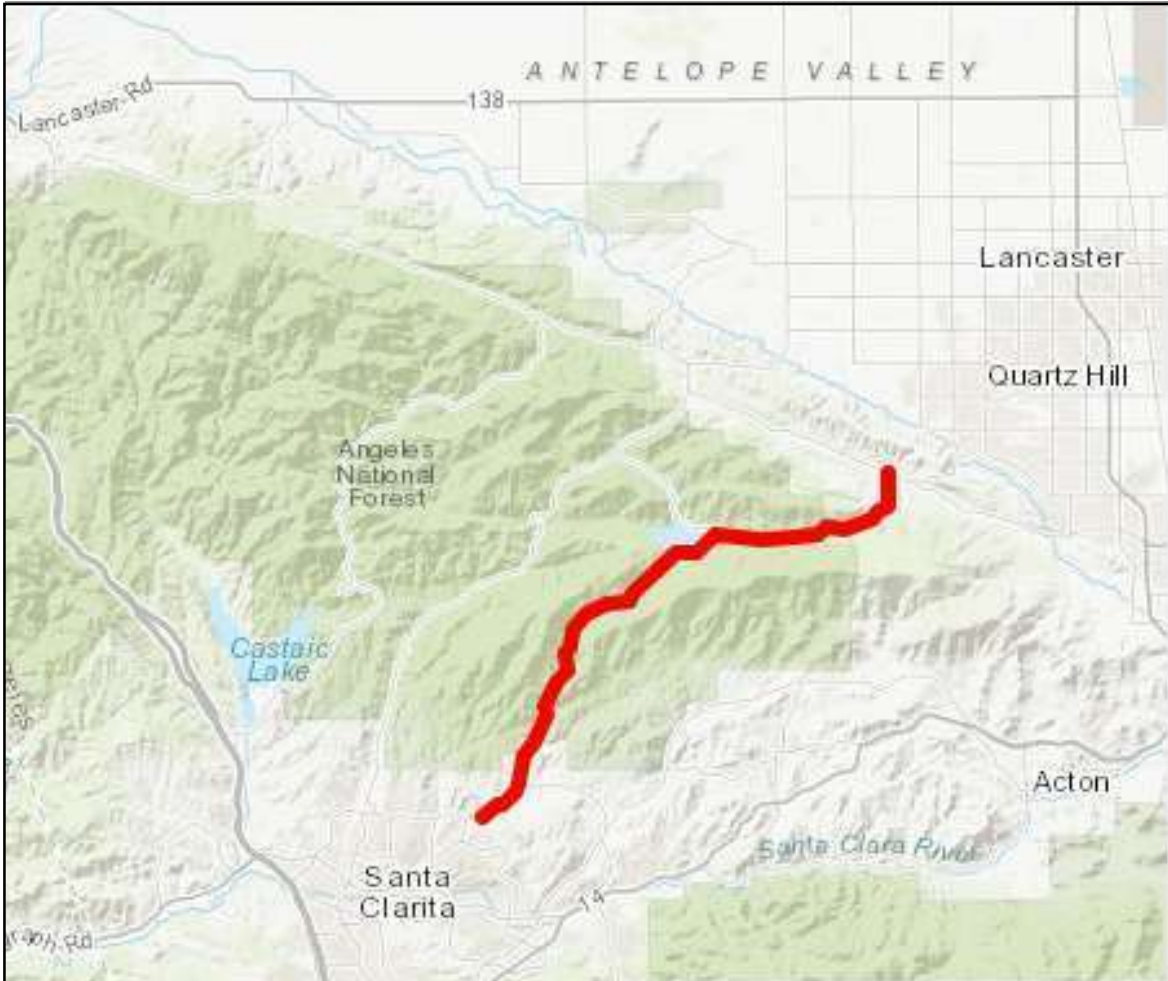 ANTELOPE VALLEY
Lancaster-Rd
138
Lancaster
Quartz Hill
Angeles
National
Forest
Castaic
Lake
Acton
Santa Clara River
Santa
Clarita
14